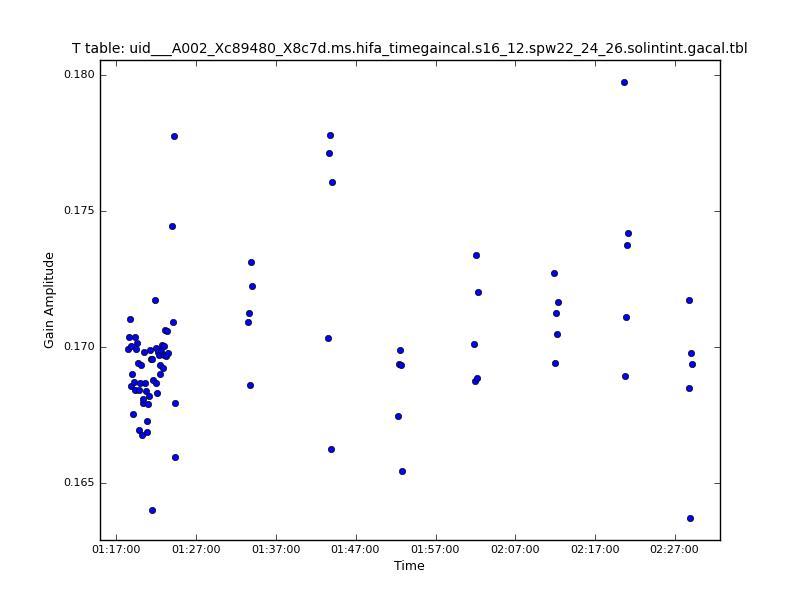 T table: uid___A002_Xc89480_X8c7d.ms.hifa_timegaincal.s16_12.spw22_24_26.solintint.gacal.tbl
0.180
0.175
0.170
0.165
Gain Amplitude
01:17:00 01:27:00 01:37:00 01:47:00 01:57:00 02:07:00 02:17:00 02:27:00
Time